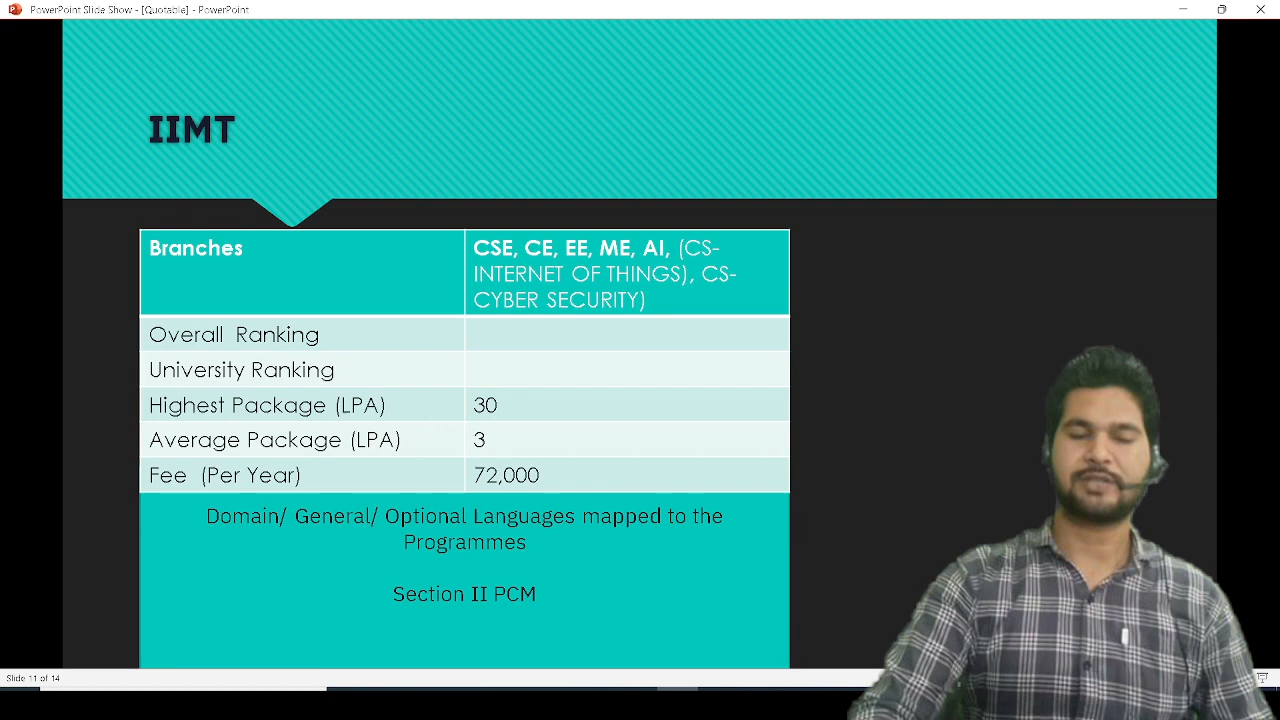 PowerPoint Slide Show - [Quotable] - PowerPoint
IIMT
Branches
CSE, CE, EE, ME, AI, (CS-
INTERNET OF THINGS), CS-
CYBER SECURITY)
Overall Ranking
University Ranking
Highest Package (LPA)
30
Average Package (LPA)
3
Fee (Per Year)
72,000
Domain/ General/ Optional Languages mapped to the
Programmes
Section II PCM
Slide 11 of 14